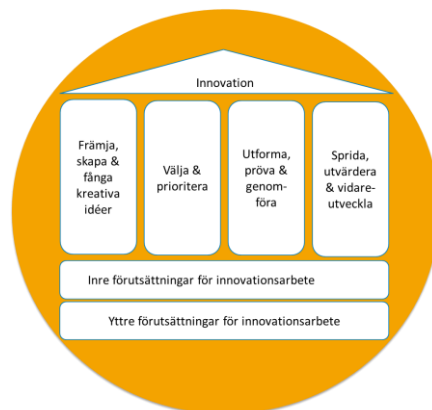 Innovation
Främja,
skapa &
fånga
kreativa
idéer
Välja &
prioritera
Utforma,
pröva &
genom-
föra
Sprida,
utvärdera
& vidare-
utveckla
Inre förutsättningar för innovationsarbete
Yttre förutsättningar för innovationsarbete